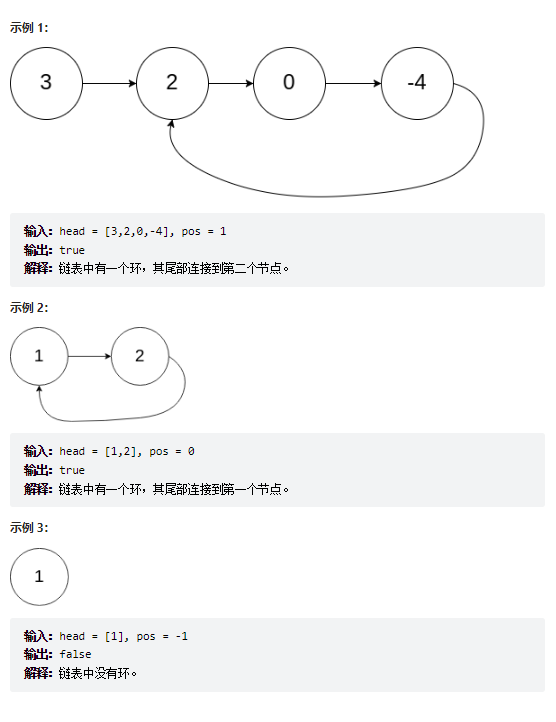 示例 1：
3 2 0 -4
输入：head = [3,2,0,-4], pos = 1
输出：true
解释：链表中有一个环，其尾部连接到第二个节点。
示例 2：
1 2
输入：head = [1,2], pos = 0
输出：true
解释：链表中有一个环，其尾部连接到第一个节点。
示例 3：
1
输入：head = [1], pos = -1
输出：false
解释：链表中没有环。